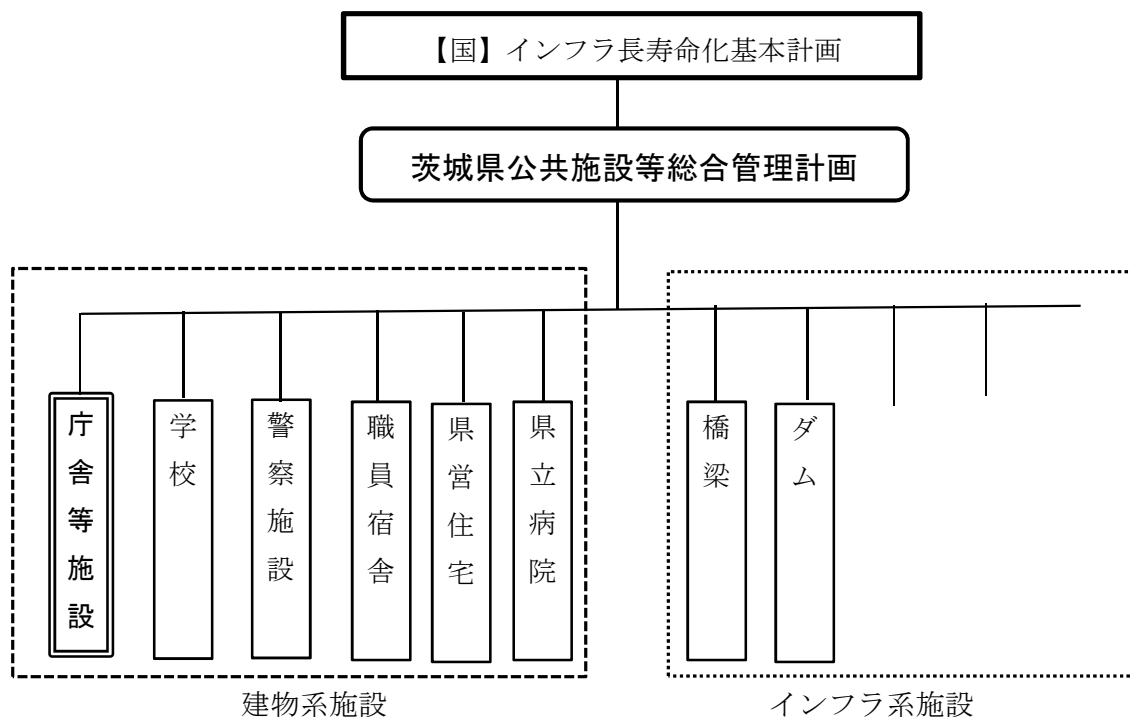 【国】インフラ長寿命化基本計画
茨城県公共施設等総合管理計画
庁舎等施設
学校
警察施設
職員宿舎
県営住宅
県立病院
橋梁
ダム
建物系施設
インフラ系施設